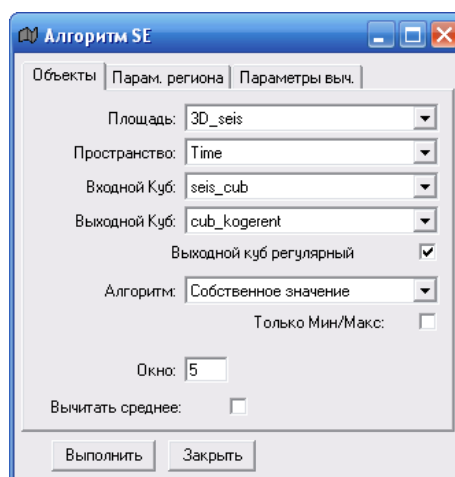 Алгоритм SE
Объекты Парам. региона Параметры выч.
Площадь: 3D_seis
Пространство: Time
Входной Куб: seis_cub
Выходной Куб: cub_kogerent
Выходной куб регулярный
Алгоритм: Собственное значение
Только Мин/Макс:
Окно: 5
Вычитать среднее:
Выполнить Закрыть